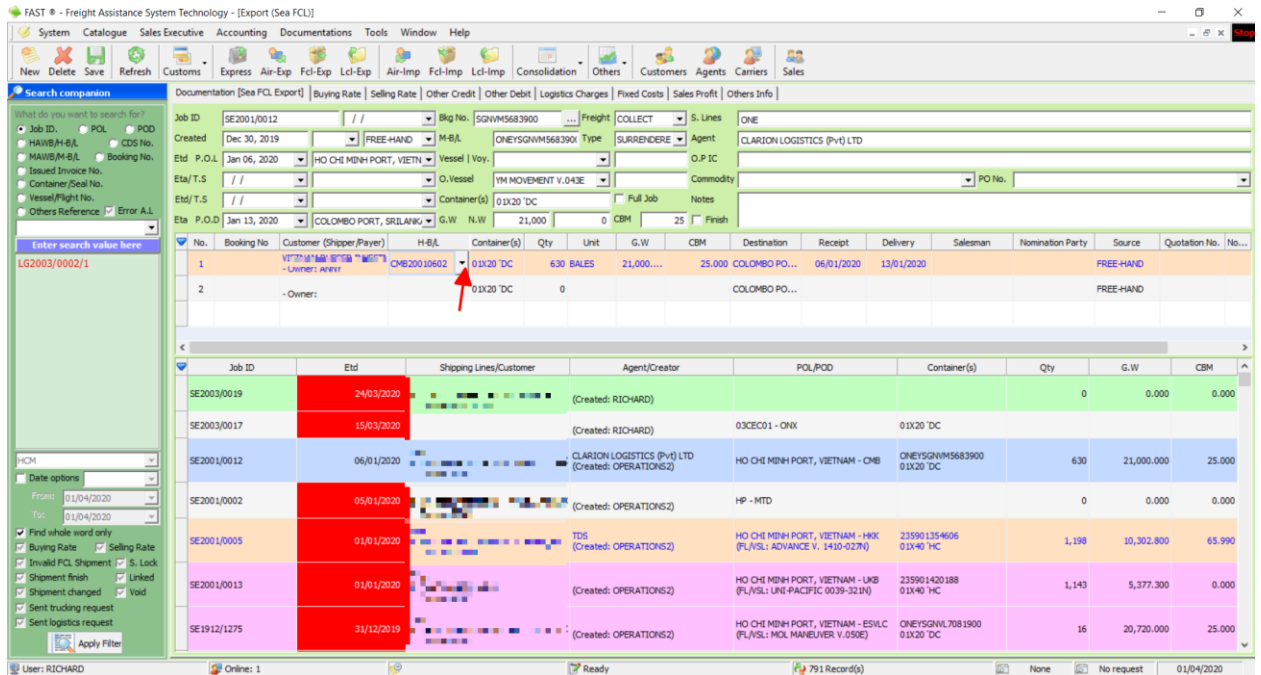 FAST ® - Freight Assistance System Technology - [Export (Sea FCL)]
System Catalogue Sales Executive Accounting Documentations Tools Window Help
Stop
New Delete Save Refresh Customs Express Air-Exp Fcl-Exp Lcl-Exp Air-Imp Fcl-Imp Lcl-Imp Consolidation Others Customers Agents Carriers Sales
Search companion
What do you want to search for?
Job ID. POL POD
HAWB/H-B/L CDS No.
MAWB/M-B/L Booking No.
Issued Invoice No.
Container/Seal No.
Vessel/Flight No.
Others Reference Error A.L
Enter search value here
LG2003/0002/1
HCM
Date options
From: 01/04/2020
To: 01/04/2020
Find whole word only
Buying Rate Selling Rate
Invalid FCL Shipment S. Lock
Shipment finish Linked
Shipment changed Void
Sent trucking request
Sent logistics request
Apply Filter
Documentation [Sea FCL Export] Buying Rate Selling Rate Other Credit Other Debit Logistics Charges Fixed Costs Sales Profit Others Info
Job ID SE2001/0012 / / Bkg No. SGNVM5683900 ... Freight COLLECT S. Lines ONE
Created Dec 30, 2019 FREE-HAND M-B/L ONEYSGNVM568390( Type SURRENDERE Agent CLARION LOGISTICS (Pvt) LTD
Etd P.O.L Jan 06, 2020 HO CHI MINH PORT, VIETN Vessel | Voy. O.P IC
Eta/T.S / / O.Vessel YM MOVEMENT V.043E Commodity PO No.
Etd/T.S / / Container(s) 01X20 'DC Full Job Notes
Eta P.O.D Jan 13, 2020 COLOMBO PORT, SRILANK/ G.W N.W 21,000 0 CBM 25 Finish
No. Booking No Customer (Shipper/Payer) H-B/L Container(s) Qty Unit G.W CBM Destination Receipt Delivery Salesman Nomination Party Source Quotation No. No...
1 - Owner: ANNY CMB20010602 01X20 'DC 630 BALES 21,000.... 25.000 COLOMBO PO... 06/01/2020 13/01/2020 FREE-HAND
2 - Owner: 01X20 'DC 0 COLOMBO PO... FREE-HAND
Job ID Etd Shipping Lines/Customer Agent/Creator POL/POD Container(s) Qty G.W CBM
SE2003/0019 24/03/2020 (Created: RICHARD) 0 0.000 0.000
SE2003/0017 15/03/2020 (Created: RICHARD) 03CEC01 - ONX 01X20 'DC
SE2001/0012 06/01/2020 CLARION LOGISTICS (Pvt) LTD (Created: OPERATIONS2) HO CHI MINH PORT, VIETNAM - CMB ONEYSGNVM5683900 01X20 'DC 630 21,000.000 25.000
SE2001/0002 05/01/2020 (Created: OPERATIONS2) HP - MTD 0 0.000 0.000
SE2001/0005 01/01/2020 TDS (Created: OPERATIONS2) HO CHI MINH PORT, VIETNAM - HKK (FL/VSL: ADVANCE V. 1410-027N) 235901354606 01X40 'HC 1,198 10,302.800 65.990
SE2001/0013 01/01/2020 (Created: OPERATIONS2) HO CHI MINH PORT, VIETNAM - UKB (FL/VSL: UNI-PACIFIC 0039-321N) 235901420188 01X40 'HC 1,143 5,377.300 0.000
SE1912/1275 31/12/2019 (Created: OPERATIONS2) HO CHI MINH PORT, VIETNAM - ESVLC (FL/VSL: MOL MANEUVER V.050E) ONEYSGNVL7081900 01X20 'DC 16 20,720.000 25.000
User: RICHARD Online: 1 Ready 791 Record(s) None No request 01/04/2020